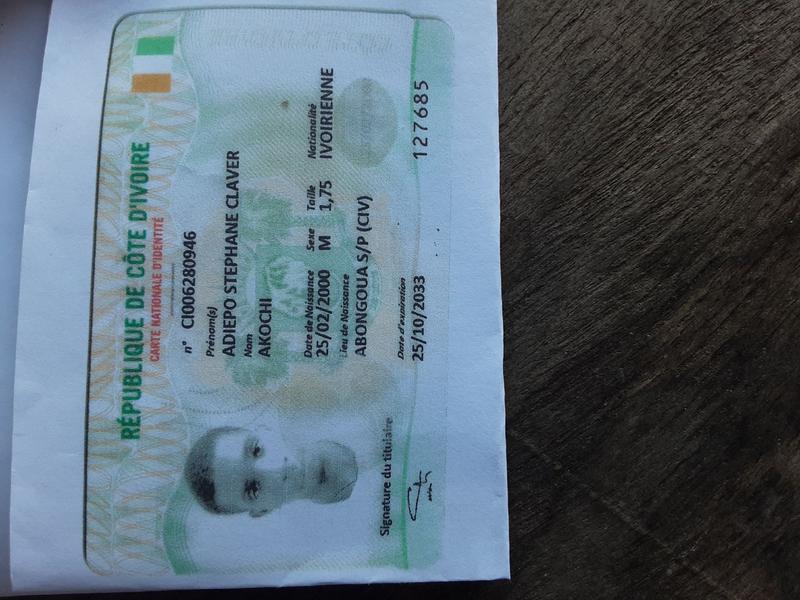 RÉPUBLIQUE DE CÔTE D'IVOIRE
CARTE NATIONALE D'IDENTITÉ
n° CI006280946
Prénom(s)
ADIEPO STEPHANE CLAVER
Nom
AKOCHI
Date de Naissance Sexe Taille Nationalité
25/02/2000 M 1,75 IVOIRIENNE
Lieu de Naissance
ABONGOUA S/P (CIV)
Date d'expiration
25/10/2033
127685
Signature du titulaire